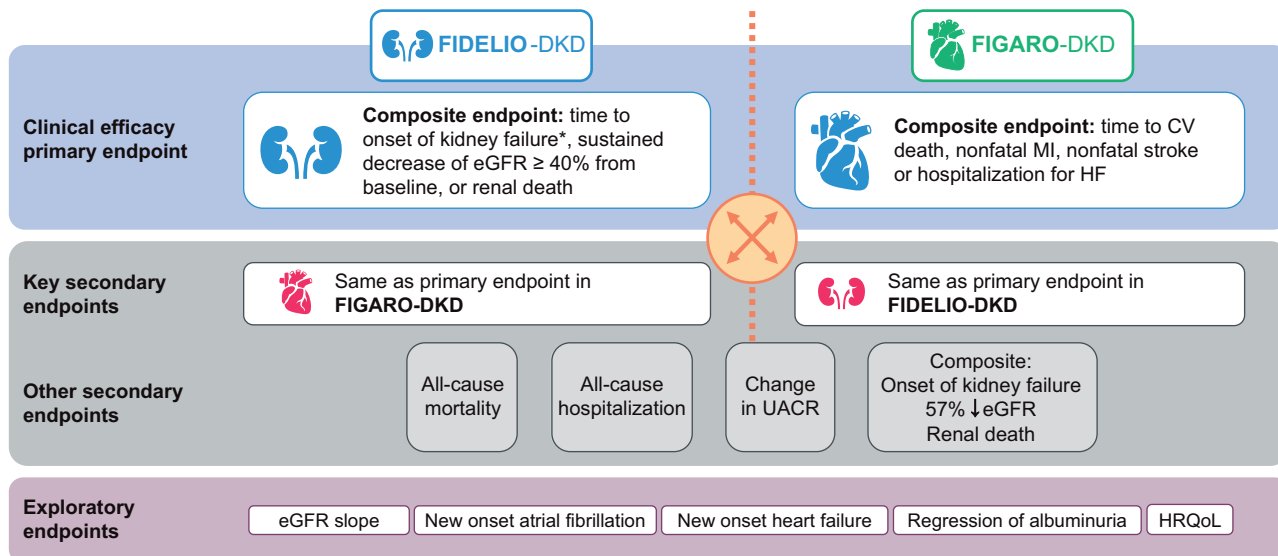 FIDELIO-DKD
FIGARO-DKD
Clinical efficacy
primary endpoint
Composite endpoint: time to
onset of kidney failure*, sustained
decrease of eGFR ≥ 40% from
baseline, or renal death
Composite endpoint: time to CV
death, nonfatal MI, nonfatal stroke
or hospitalization for HF
Key secondary
endpoints
Same as primary endpoint in
FIGARO-DKD
Same as primary endpoint in
FIDELIO-DKD
Other secondary
endpoints
All-cause
mortality
All-cause
hospitalization
Change
in UACR
Composite:
Onset of kidney failure
57% ↓ eGFR
Renal death
Exploratory
endpoints
eGFR slope
New onset atrial fibrillation
New onset heart failure
Regression of albuminuria
HRQoL